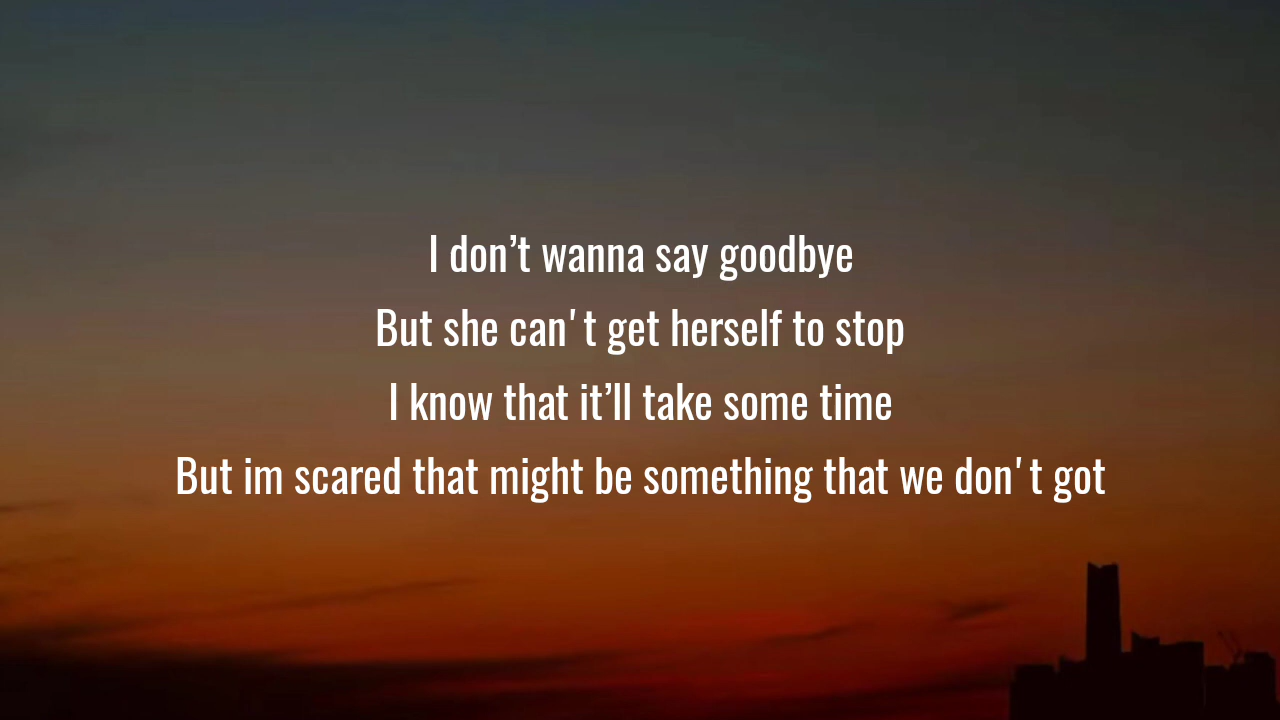 I don’t wanna say goodbye
But she can't get herself to stop
I know that it’ll take some time
But im scared that might be something that we don't got